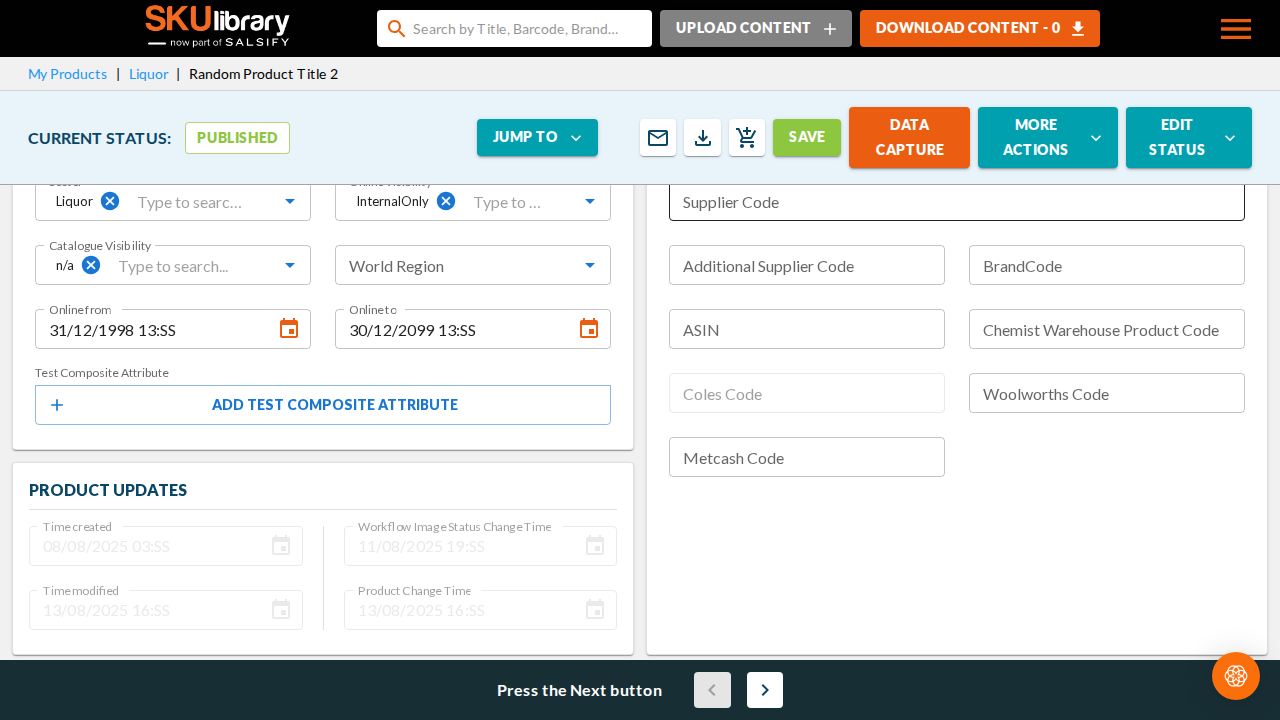 SKUlibrary
now part of SALSIFY
Search by Title, Barcode, Brand...
UPLOAD CONTENT
DOWNLOAD CONTENT - 0
My Products | Liquor | Random Product Title 2
CURRENT STATUS:
PUBLISHED
JUMP TO
SAVE
DATA
CAPTURE
MORE
ACTIONS
EDIT
STATUS
Liquor
Type to searc...
Online Visibility
InternalOnly
Type to ...
Catalogue Visibility
n/a
Type to search...
World Region
Online from
31/12/1998 13:SS
Online to
30/12/2099 13:SS
Test Composite Attribute
ADD TEST COMPOSITE ATTRIBUTE
PRODUCT UPDATES
Time created
08/08/2025 03:SS
Workflow Image Status Change Time
11/08/2025 19:SS
Time modified
13/08/2025 16:SS
Product Change Time
13/08/2025 16:SS
Supplier Code
Additional Supplier Code
BrandCode
ASIN
Chemist Warehouse Product Code
Coles Code
Woolworths Code
Metcash Code
Press the Next button